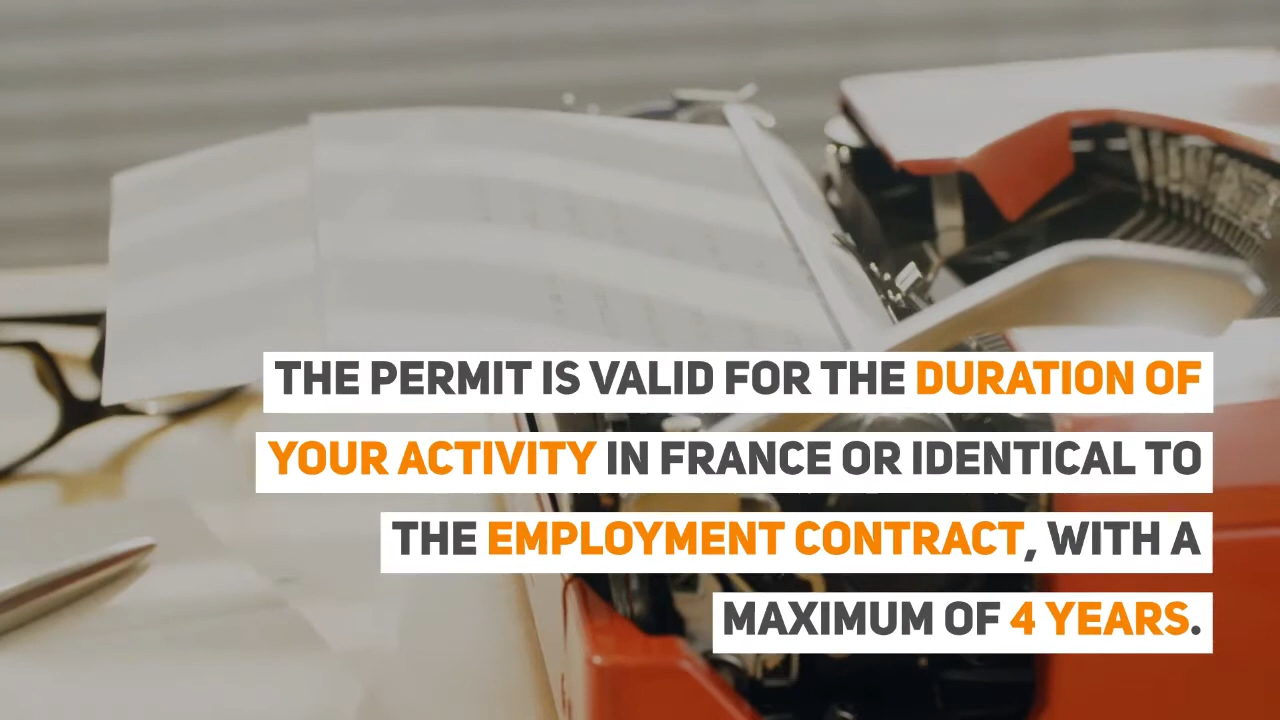 THE PERMIT IS VALID FOR THE DURATION OF
YOUR ACTIVITY IN FRANCE OR IDENTICAL TO
THE EMPLOYMENT CONTRACT, WITH A
MAXIMUM OF 4 YEARS.